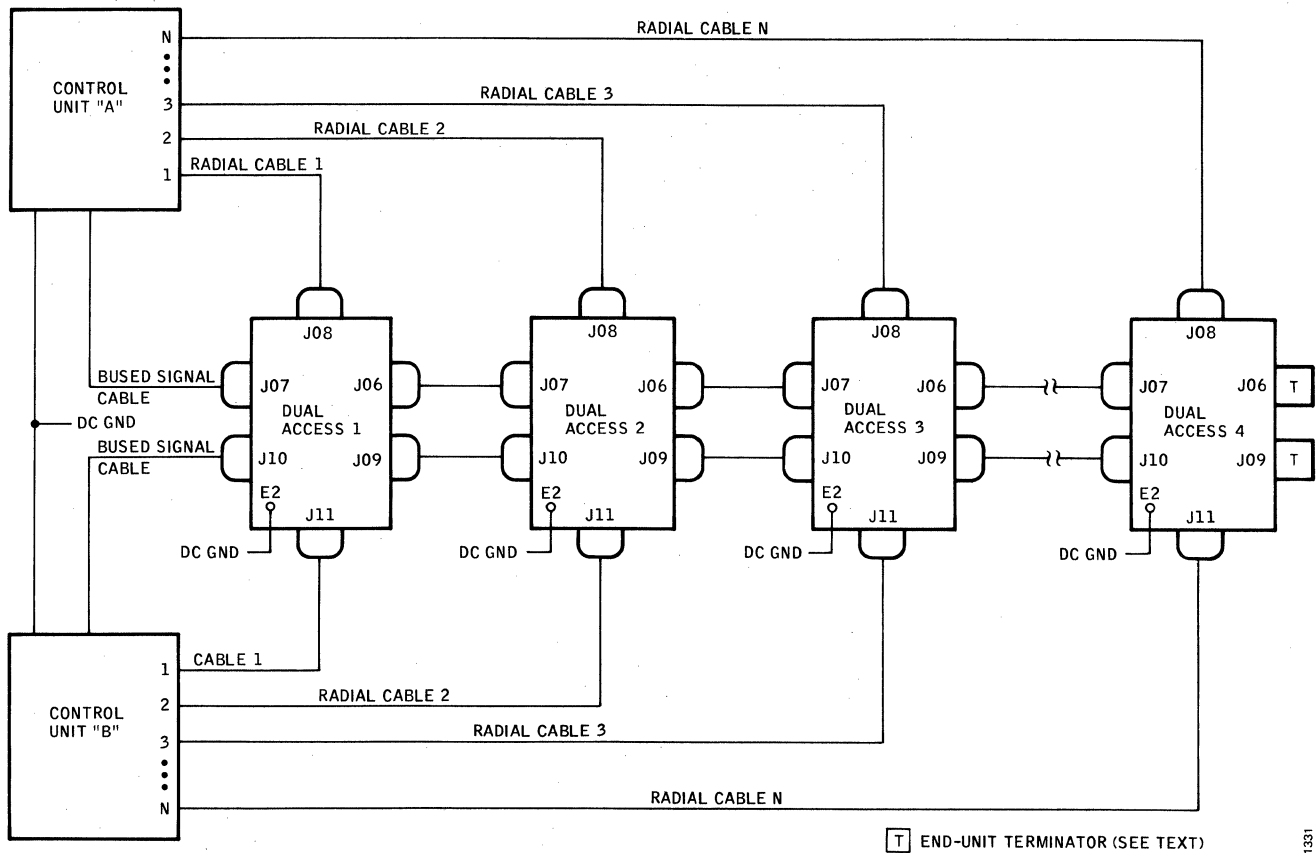 RADIAL CABLE N
N
CONTROL
UNIT "A"
RADIAL CABLE 3
3
RADIAL CABLE 2
2
RADIAL CABLE 1
1
J08
J08
J08
J08
BUSED SIGNAL
CABLE
J07 J06
J07 J06
J07 J06
J07 J06
T
DUAL
ACCESS 1
DUAL
ACCESS 2
DUAL
ACCESS 3
DUAL
ACCESS 4
DC GND
BUSED SIGNAL
CABLE
J10 J09
J10 J09
J10 J09
J10 J09
T
E2
E2
E2
E2
J11
J11
J11
J11
DC GND
DC GND
DC GND
DC GND
CONTROL
UNIT "B"
1
CABLE 1
2
RADIAL CABLE 2
3
RADIAL CABLE 3
N
RADIAL CABLE N
T END-UNIT TERMINATOR (SEE TEXT)
1331